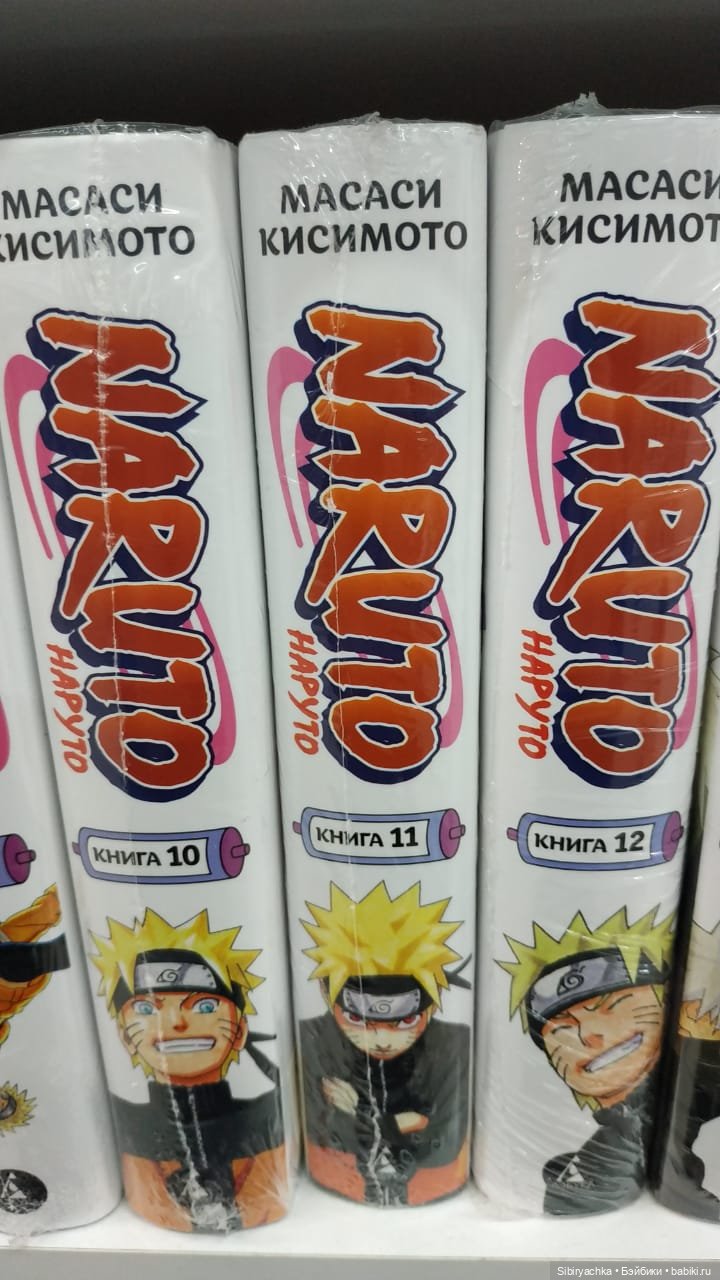 МАСАСИ
КИСИМОТО
NARUTO
НАРУТО
КНИГА 10
МАСАСИ
КИСИМОТО
NARUTO
НАРУТО
КНИГА 11
МАСАСИ
КИСИМОТ
NARUTO
НАРУТО
КНИГА 12
Sibiryachka • Бэйбики • babiki.ru